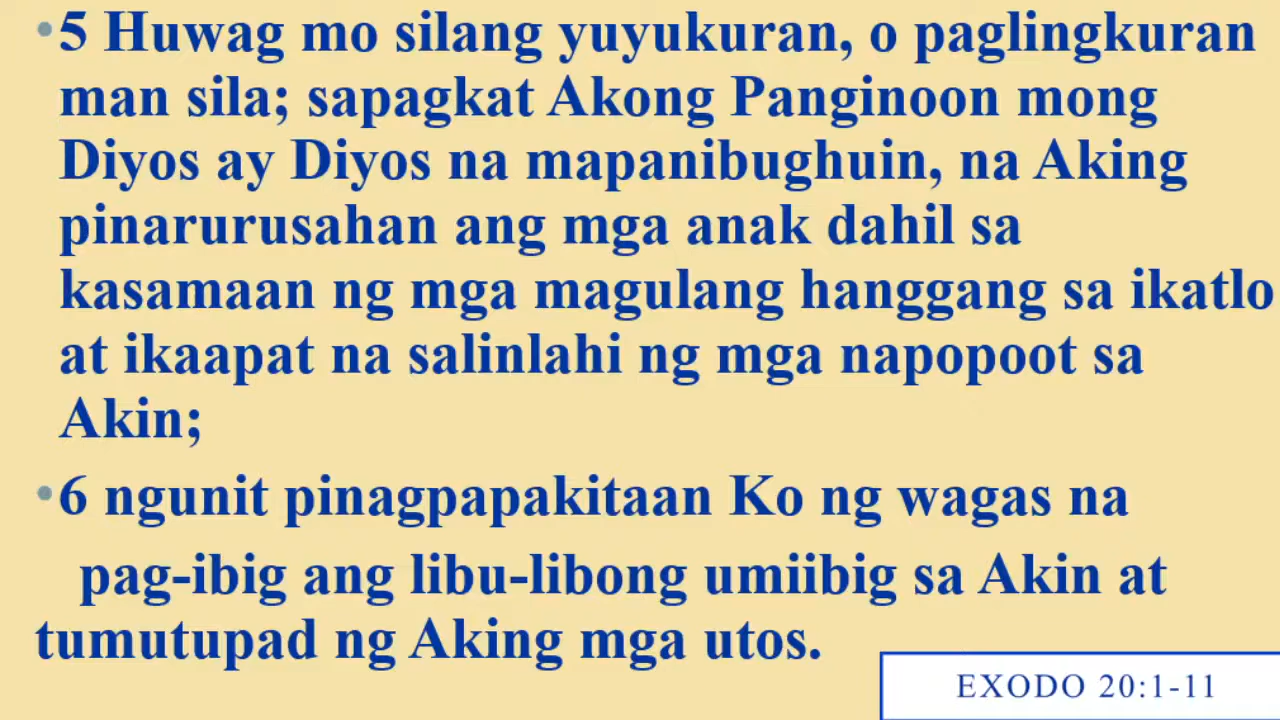 •5 Huwag mo silang yuyukuran, o paglingkuran
man sila; sapagkat Akong Panginoon mong
Diyos ay Diyos na mapanibughuin, na Aking
pinarurusahan ang mga anak dahil sa
kasamaan ng mga magulang hanggang sa ikatlo
at ikaapat na salinlahi ng mga napopoot sa
Akin;
•6 ngunit pinagpapakitaan Ko ng wagas na
pag-ibig ang libu-libong umiibig sa Akin at
tumutupad ng Aking mga utos.
EXODO 20:1-11